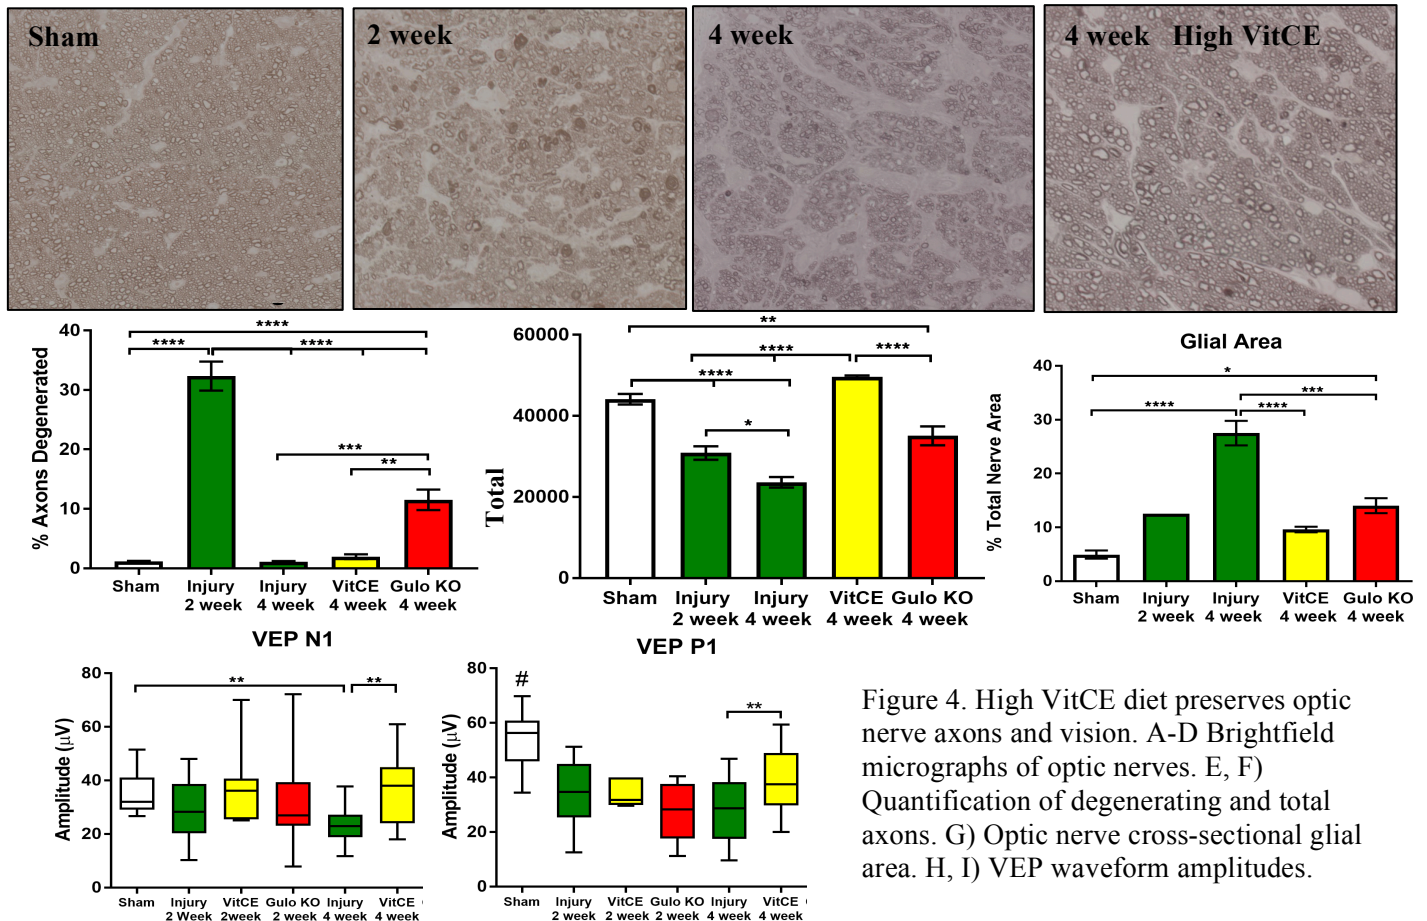 Sham
2 week
4 week
4 week High VitCE
% Axons Degenerated
40
30
20
10
0
****
**** ****
***
**
Sham Injury 2 week Injury 4 week VitCE 4 week Gulo KO 4 week
Total
60000
40000
20000
0
**
**** ****
****
*
Sham Injury 2 week Injury 4 week VitCE 4 week Gulo KO 4 week
Glial Area
% Total Nerve Area
40
30
20
10
0
*
***
**** ****
Sham Injury 2 week Injury 4 week VitCE 4 week Gulo KO 4 week
VEP N1
Amplitude (μV)
80
60
40
20
0
** **
Sham Injury 2 Week VitCE 2week Gulo KO 2 week Injury 4 week VitCE 4 week
VEP P1
Amplitude (μV)
80
60
40
20
0
#
**
Sham Injury 2 week VitCE 2 week Gulo KO 2 week Injury 4 week VitCE 4 week
Figure 4. High VitCE diet preserves optic
nerve axons and vision. A-D Brightfield
micrographs of optic nerves. E, F)
Quantification of degenerating and total
axons. G) Optic nerve cross-sectional glial
area. H, I) VEP waveform amplitudes.